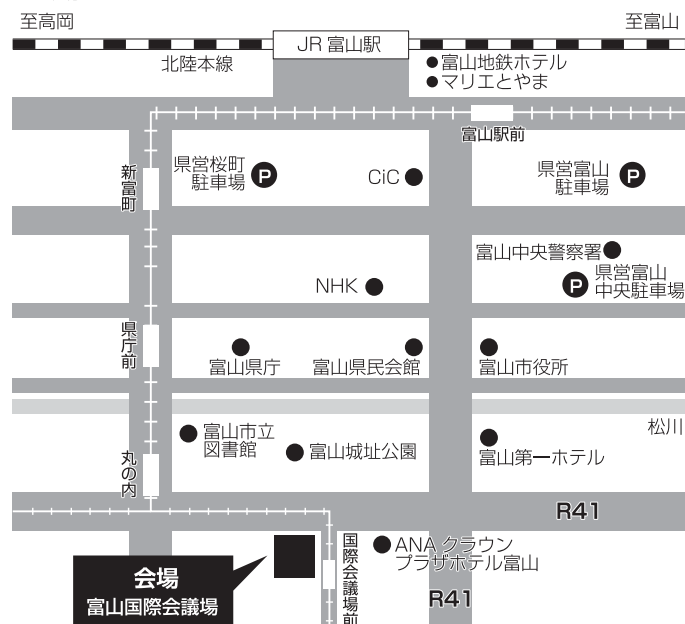 至高岡
至富山
JR 富山駅
北陸本線
富山地鉄ホテル
マリエとやま
富山駅前
新富町
県営桜町
駐車場
P
CiC
県営富山
駐車場
P
富山中央警察署
NHK
P
県営富山
中央駐車場
県庁前
富山県庁
富山県民会館
富山市役所
松川
丸の内
富山市立
図書館
富山城址公園
富山第一ホテル
R41
会場
富山国際会議場
国際会議場前
ANA クラウン
プラザホテル富山
R41